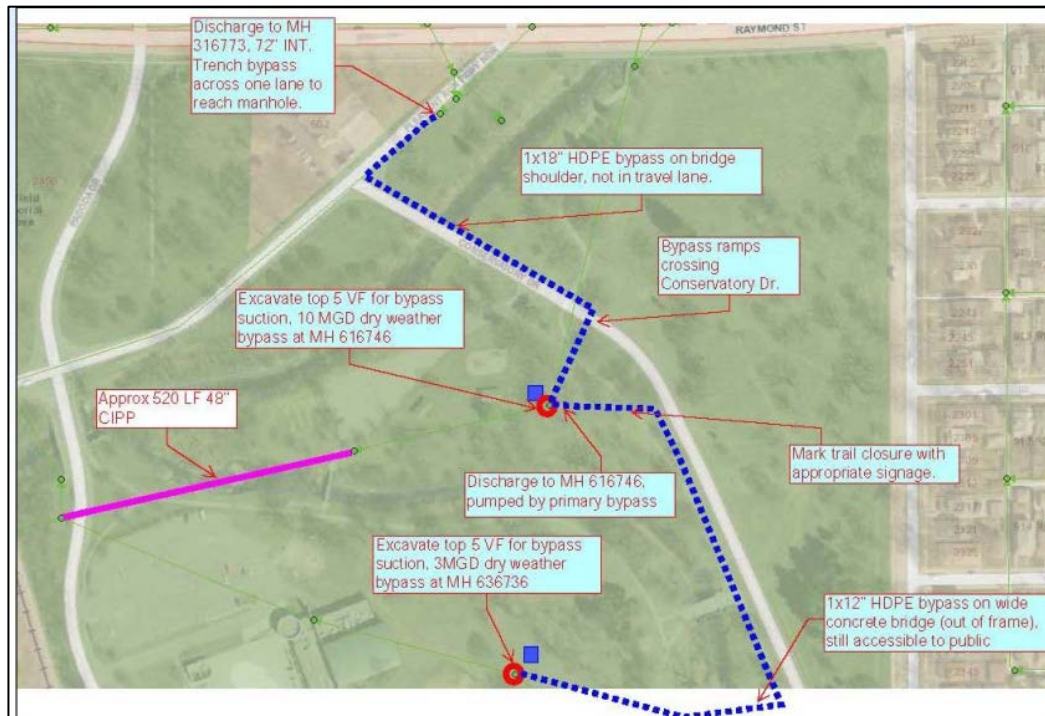 Discharge to MH
316773, 72" INT.
Trench bypass
across one lane to
reach manhole.
RAYMOND ST
1x18" HDPE bypass on bridge
shoulder, not in travel lane.
Bypass ramps
crossing
Conservatory Dr.
Excavate top 5 VF for bypass
suction, 10 MGD dry weather
bypass at MH 616746
Approx 520 LF 48"
CIPP
Mark trail closure with
appropriate signage.
Discharge to MH 616746,
pumped by primary bypass
Excavate top 5 VF for bypass
suction, 3MGD dry weather
bypass at MH 636736
1x12" HDPE bypass on wide
concrete bridge (out of frame),
still accessible to public
2201
2215
2301